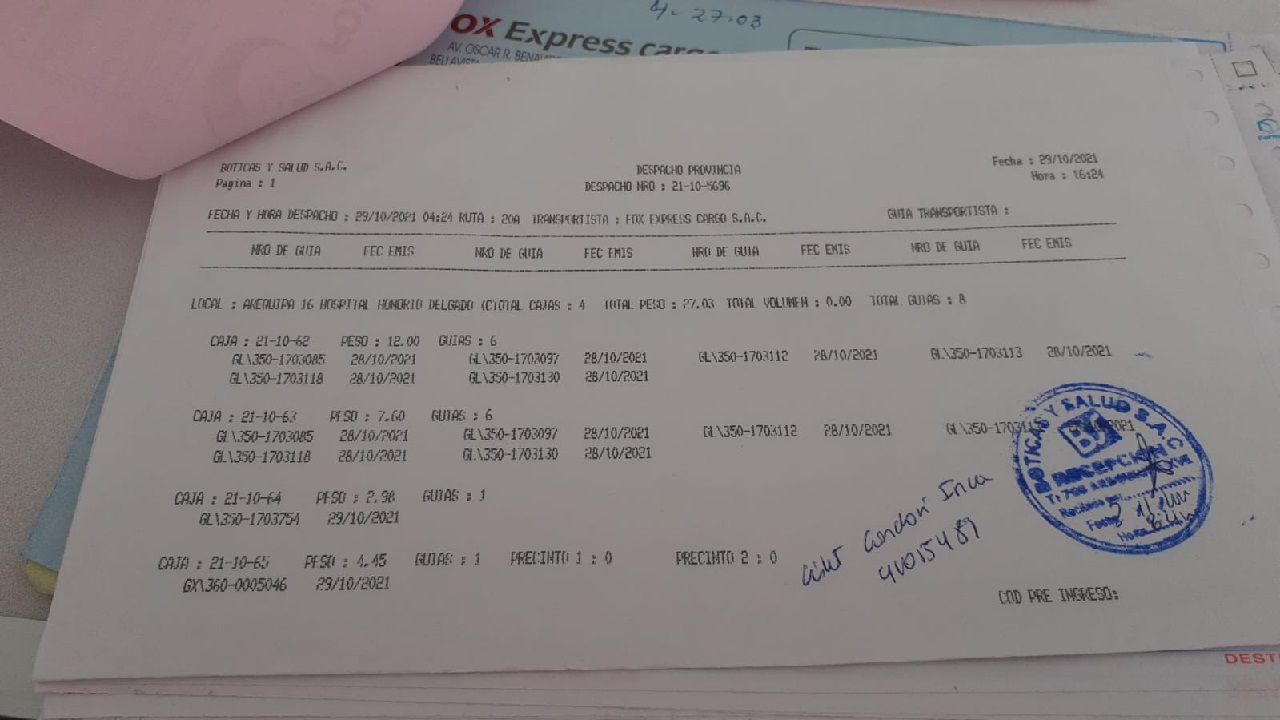 4-27.03
FOX Express cargo
AV. OSCAR R. BENAV
BELLAVIST
BOTICAS Y SALUD S.A.C.
DESPACHO PROVINCIA
Fecha : 29/10/2021
Pagina : 1
DESPACHO NRO : 21-10-5696
Hora : 16:24
FECHA Y HORA DESPACHO : 29/10/2021 04:24 RUTA : 20A TRANSPORTISTA : FOX EXPRESS CARGO S.A.C. GUIA TRANSPORTISTA :
NRO DE GUIA FEC EMIS NRO DE GUIA FEC EMIS NRO DE GUIA FEC EMIS NRO DE GUIA FEC EMIS
LOCAL : AREQUIPA 16 HOSPITAL HONORIO DELGADO (C)TOTAL CAJAS : 4 TOTAL PESO : 27.03 TOTAL VOLUMEN : 0.00 TOTAL GUIAS : 8
CAJA : 21-10-62 PESO : 12.00 GUIAS : 6
GL\350-1703085 28/10/2021 GL\350-1703097 28/10/2021 GL\350-1703112 28/10/2021 GL\350-1703113 28/10/2021
GL\350-1703118 28/10/2021 GL\350-1703130 28/10/2021
CAJA : 21-10-63 PESO : 7.60 GUIAS : 6
GL\350-1703085 28/10/2021 GL\350-1703097 28/10/2021 GL\350-1703112 28/10/2021
GL\350-1703118 28/10/2021 GL\350-1703130 28/10/2021
CAJA : 21-10-64 PESO : 2.98 GUIAS : 1
GL\350-1703754 29/10/2021
CAJA : 21-10-65 PESO : 4.45 GUIAS : 1 PRECINTO 1 : 0 PRECINTO 2 : 0
GX\360-0005046 29/10/2021
BOTICAS Y SALUD S.A.C
RECEPCION
Condori
COD PRE INGRESO:
DEST